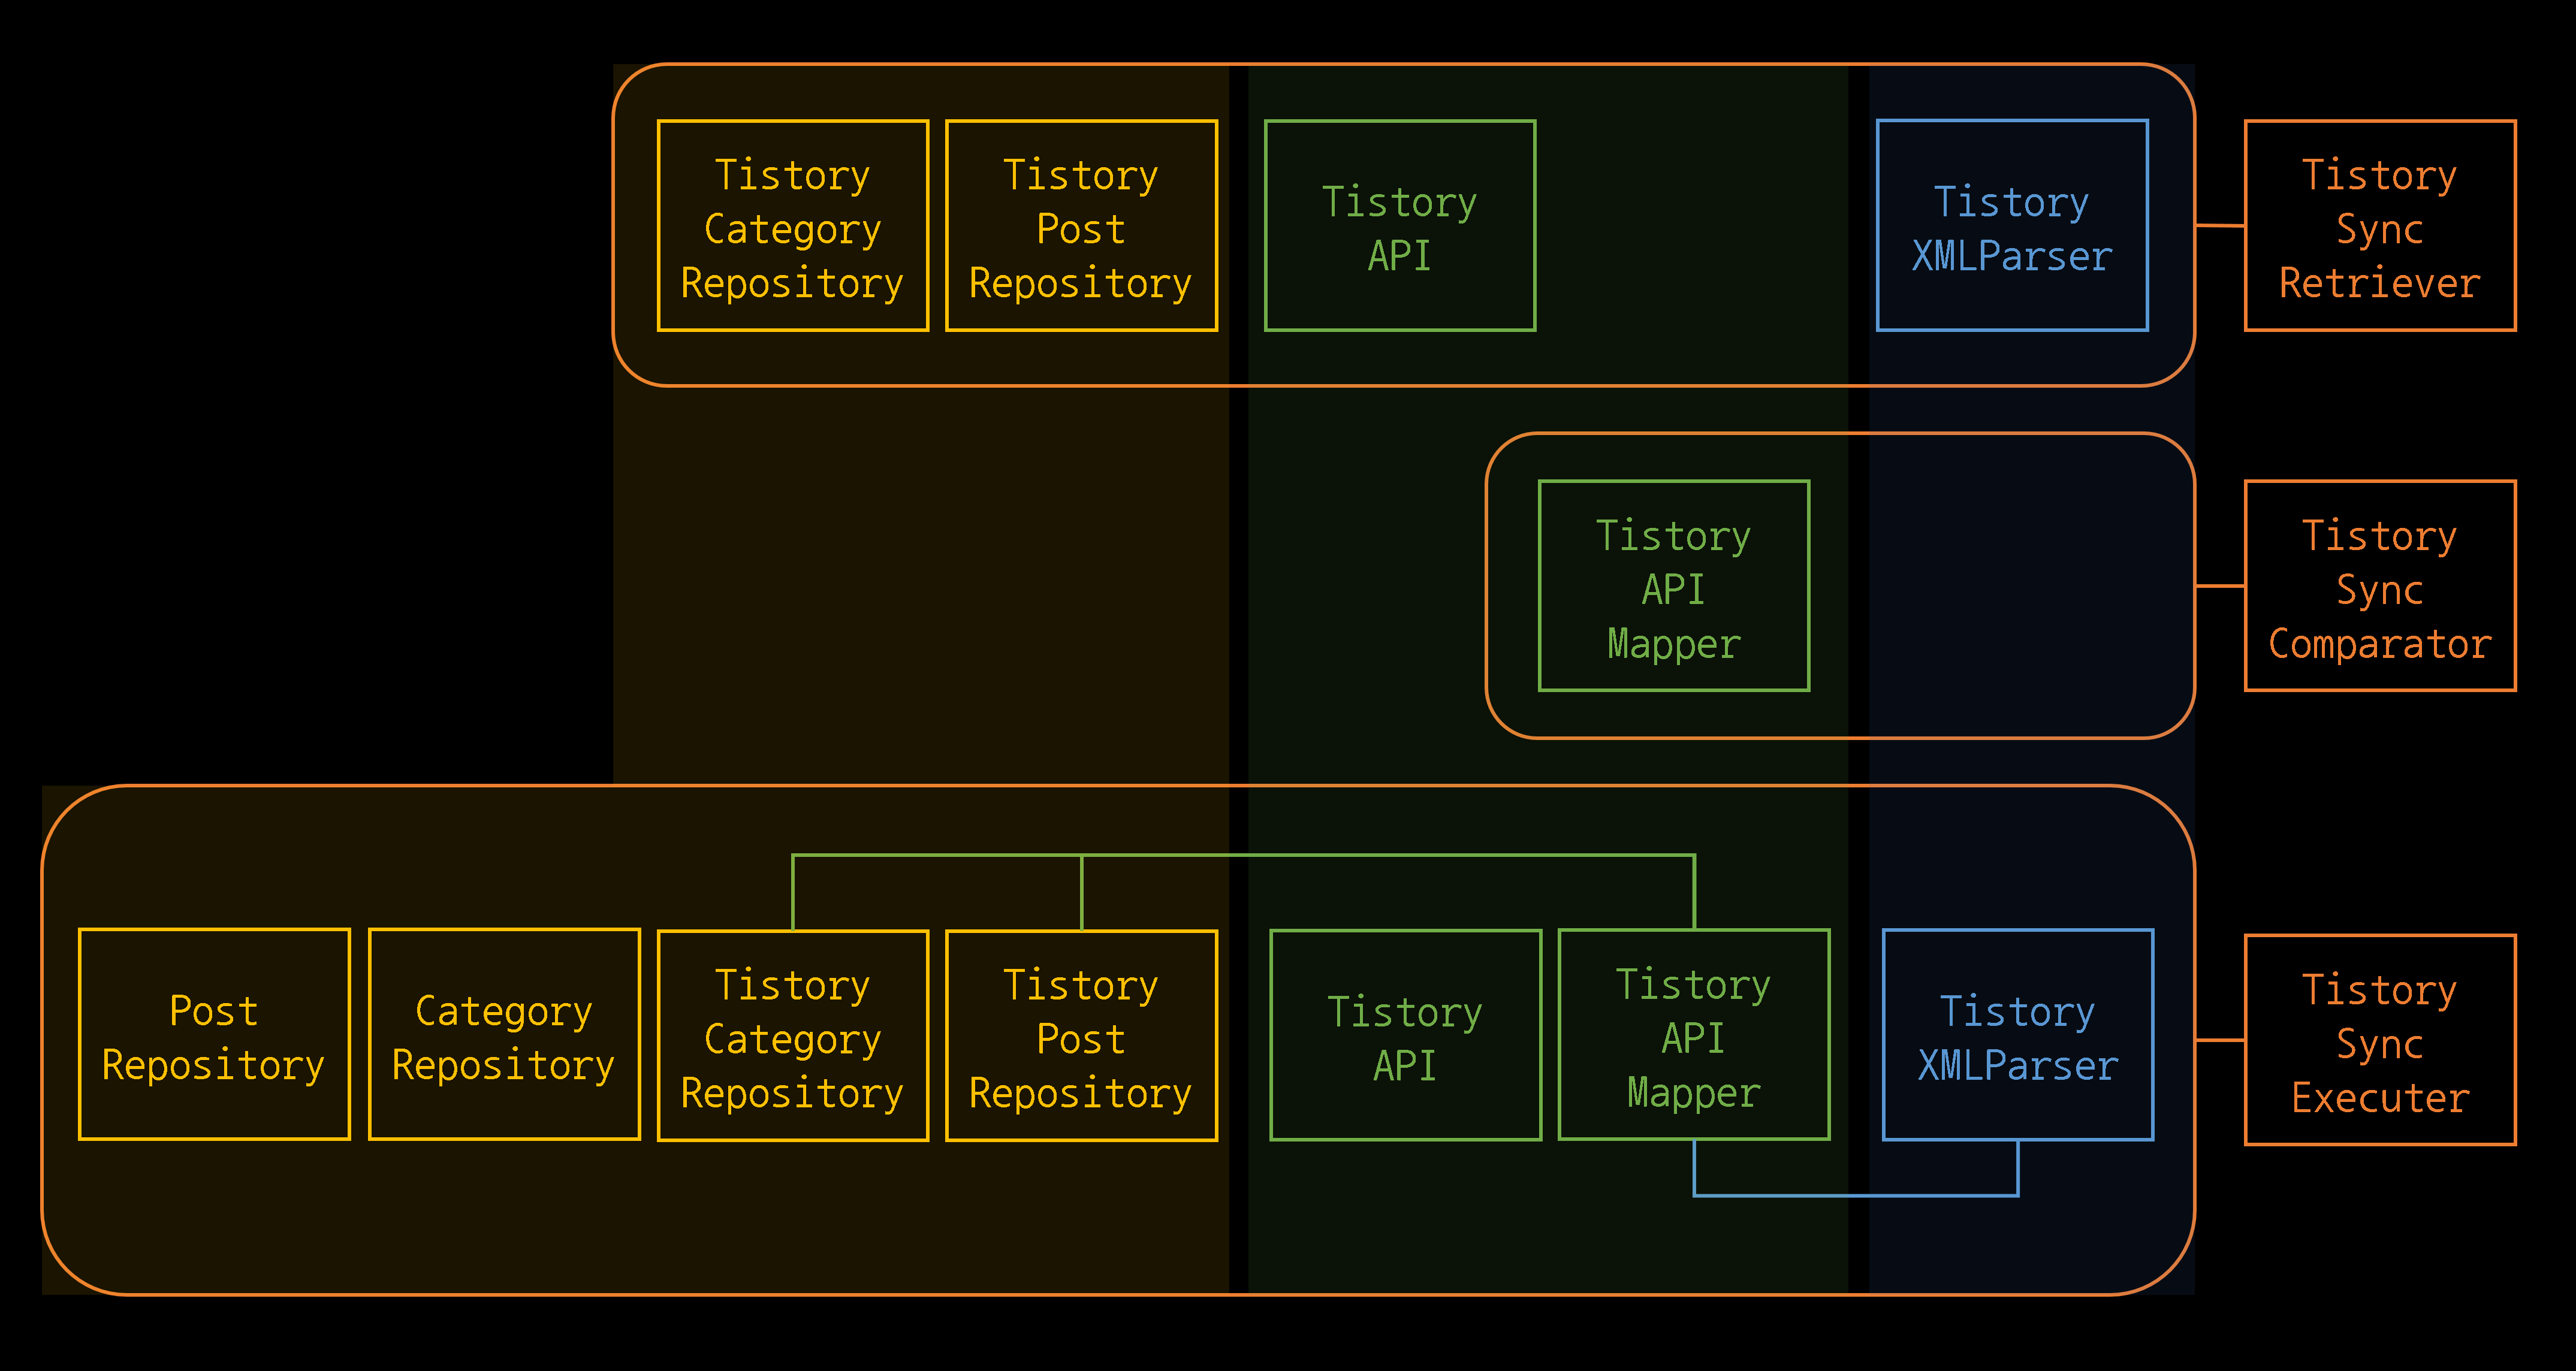 Tistory
Category
Repository
Tistory
Post
Repository
Tistory
API
Tistory
XMLParser
Tistory
Sync
Retriever
Tistory
API
Mapper
Tistory
Sync
Comparator
Post
Repository
Category
Repository
Tistory
Category
Repository
Tistory
Post
Repository
Tistory
API
Tistory
API
Mapper
Tistory
XMLParser
Tistory
Sync
Executer